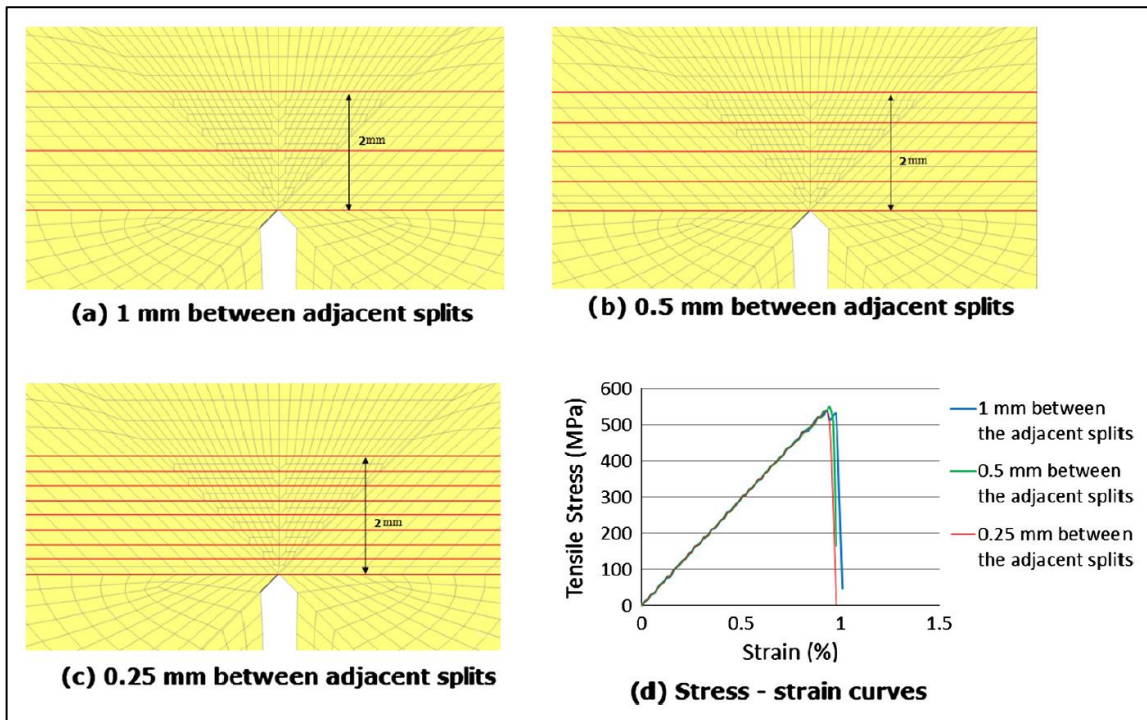 2mm
(a) 1 mm between adjacent splits
2mm
(b) 0.5 mm between adjacent splits
2mm
(c) 0.25 mm between adjacent splits
600
500
400
300
200
100
0
Tensile Stress (MPa)
0
0.5
1
1.5
Strain (%)
1 mm between
the adjacent splits
0.5 mm between
the adjacent splits
0.25 mm between
the adjacent splits
(d) Stress - strain curves